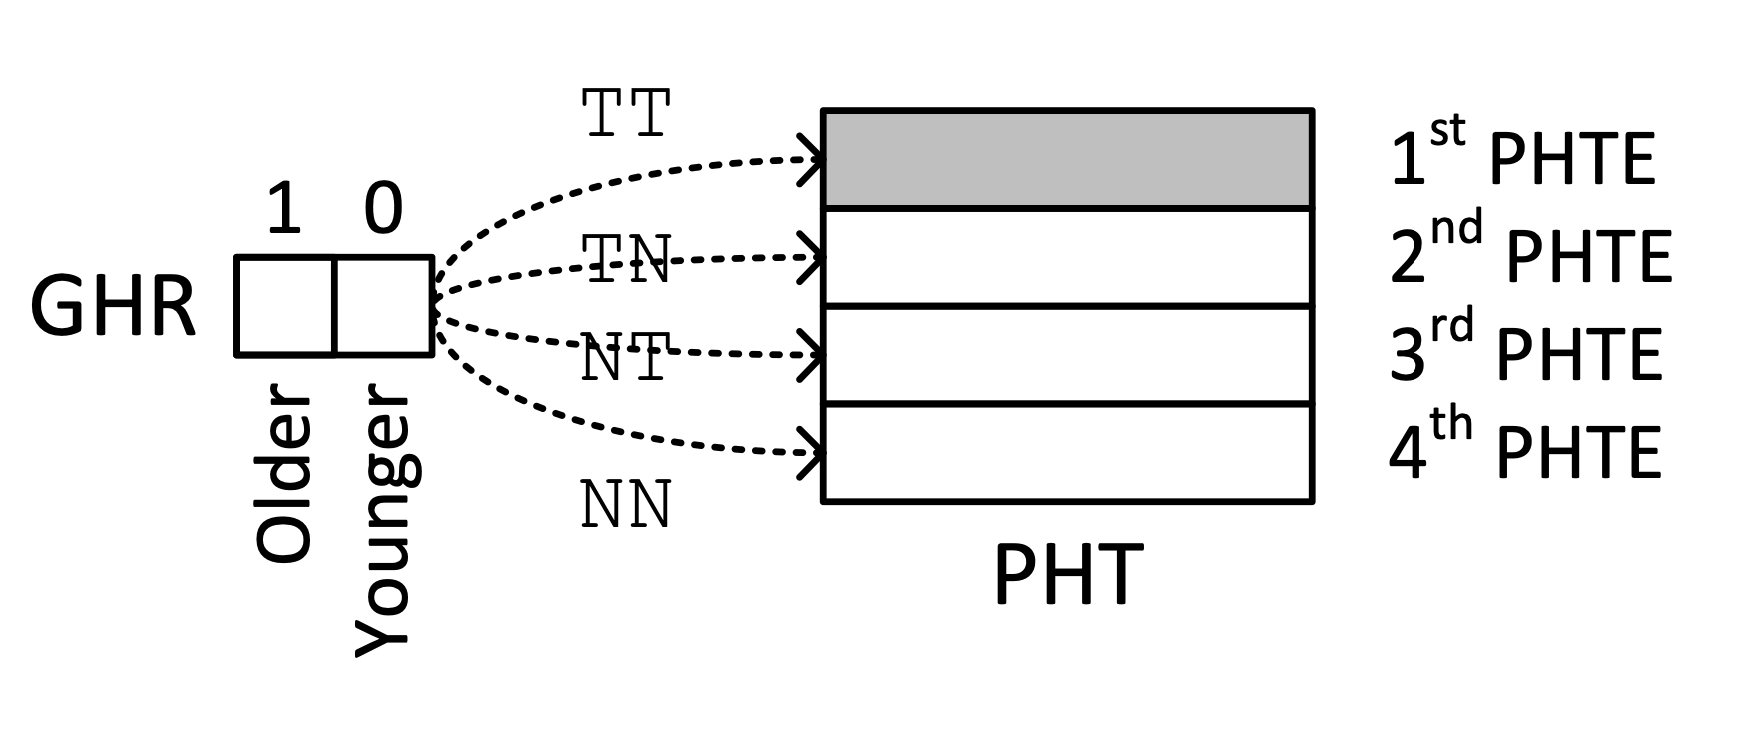 TT
1st PHTE
1 0
TN
2nd PHTE
GHR
NT
3rd PHTE
Older
Younger
NN
4th PHTE
PHT